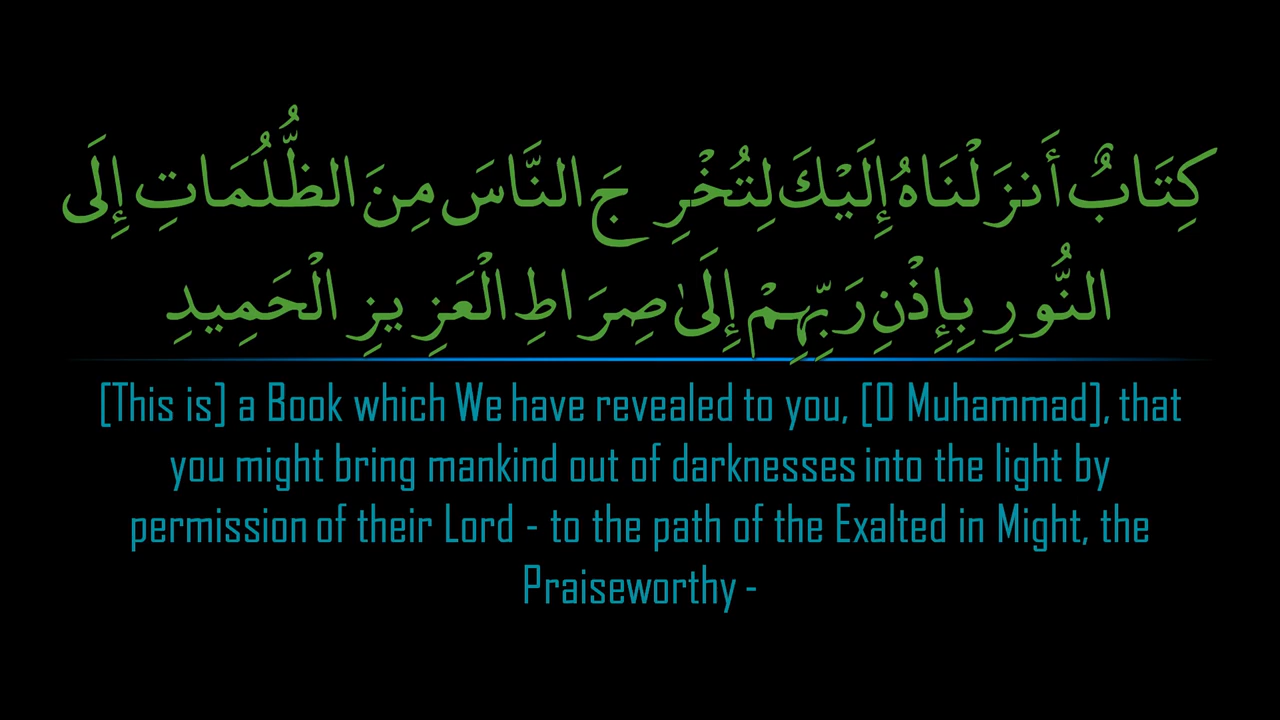 كِتَابٌ أَنزَلْنَاهُ إِلَيْكَ لِتُخْرِجَ النَّاسَ مِنَ الظُّلُمَاتِ إِلَى
النُّورِ بِإِذْنِ رَبِّهِمْ إِلَىٰ صِرَاطِ الْعَزِيزِ الْحَمِيدِ
[This is] a Book which We have revealed to you, [O Muhammad], that
you might bring mankind out of darknesses into the light by
permission of their Lord - to the path of the Exalted in Might, the
Praiseworthy -